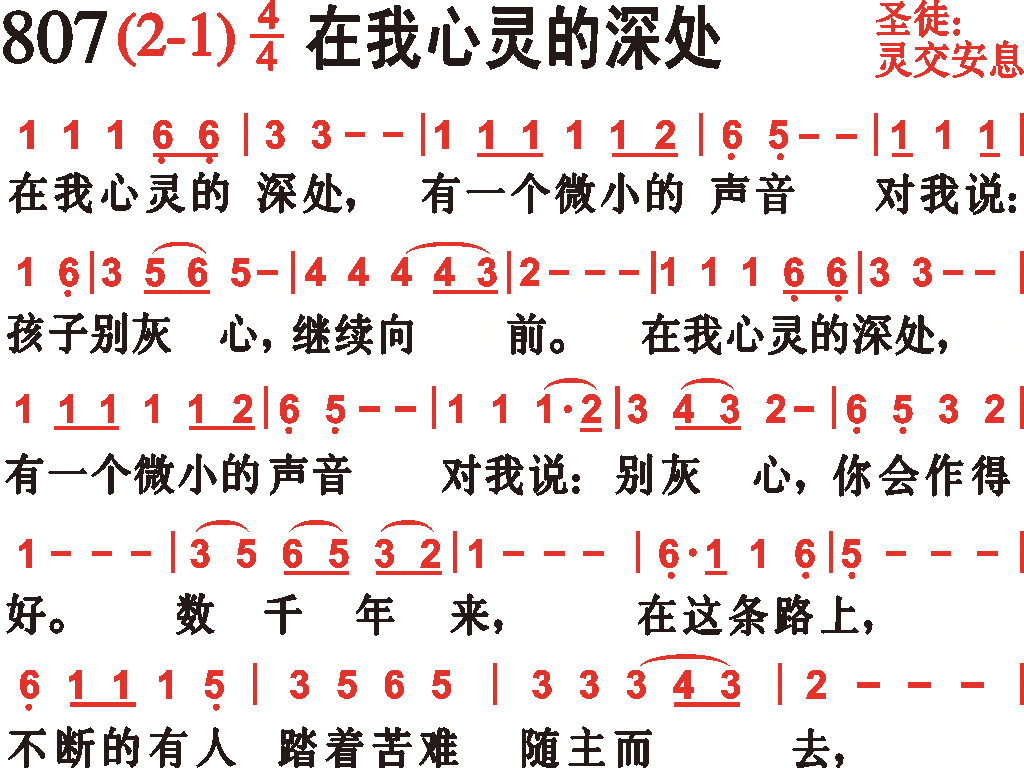 807 (2-1) 4/4 在我心灵的深处 圣徒:
灵交安息
1 1 1 6 6 | 3 3 - - | 1 1 1 1 1 2 | 6 5 - - | 1 1 1 |
在我心灵的 深处, 有一个微小的 声音 对我说:
1 6 | 3 5 6 5 - | 4 4 4 4 3 | 2 - - - | 1 1 1 6 6 | 3 3 - - |
孩子别灰 心, 继续向 前。 在我心灵的深处,
1 1 1 1 1 2 | 6 5 - - | 1 1 1· 2 | 3 4 3 2 - | 6 5 3 2 |
有一个微小的声音 对我说: 别灰 心, 你会作得
1 - - - | 3 5 6 5 3 2 | 1 - - - | 6· 1 1 6 | 5 - - - |
好。 数 千 年 来, 在这条路上,
6 1 1 1 5 | 3 5 6 5 | 3 3 3 4 3 | 2 - - - |
不断的有人 踏着苦难 随主而 去,